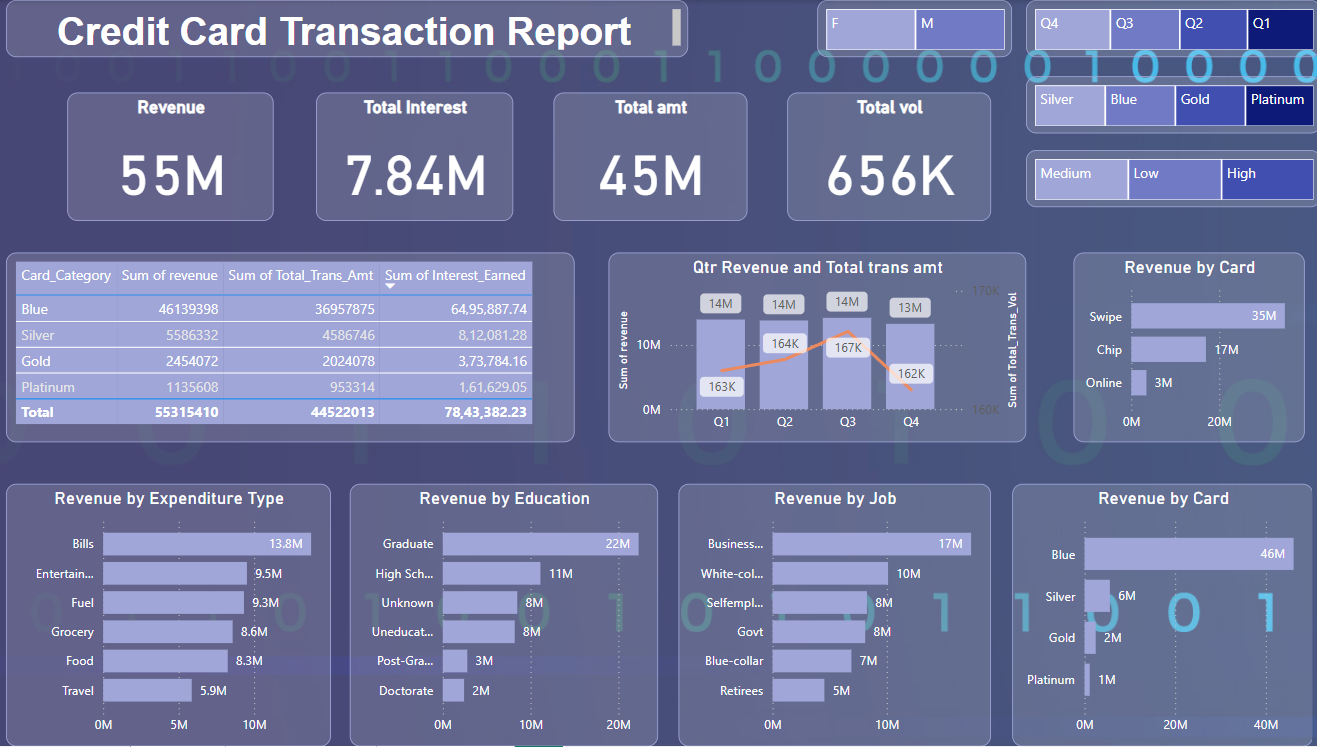 Credit Card Transaction Report
F M
Q4 Q3 Q2 Q1
Silver Blue Gold Platinum
Medium Low High
Revenue
55M
Total Interest
7.84M
Total amt
45M
Total vol
656K
Card_Category Sum of revenue Sum of Total_Trans_Amt Sum of Interest_Earned
Blue 46139398 36957875 64,95,887.74
Silver 5586332 4586746 8,12,081.28
Gold 2454072 2024078 3,73,784.16
Platinum 1135608 953314 1,61,629.05
Total 55315410 44522013 78,43,382.23
Qtr Revenue and Total trans amt
Sum of revenue
10M
0M
14M 14M 14M 13M
163K 164K 167K 162K
Q1 Q2 Q3 Q4
170K
160K
Sum of Total_Trans_Vol
Revenue by Card
Swipe 35M
Chip 17M
Online 3M
0M 20M
Revenue by Expenditure Type
Bills 13.8M
Entertain... 9.5M
Fuel 9.3M
Grocery 8.6M
Food 8.3M
Travel 5.9M
0M 5M 10M
Revenue by Education
Graduate 22M
High Sch... 11M
Unknown 8M
Uneducat... 8M
Post-Gra... 3M
Doctorate 2M
0M 10M 20M
Revenue by Job
Business... 17M
White-col... 10M
Selfempl... 8M
Govt 8M
Blue-collar 7M
Retirees 5M
0M 10M
Revenue by Card
Blue 46M
Silver 6M
Gold 2M
Platinum 1M
0M 20M 40M